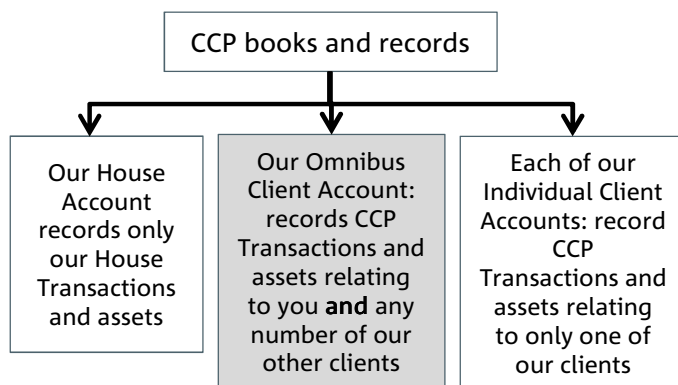 CCP books and records
Our House
Account
records only
our House
Transactions
and assets
Our Omnibus
Client Account:
records CCP
Transactions and
assets relating
to you and any
number of our
other clients
Each of our
Individual Client
Accounts: record
CCP
Transactions and
assets relating
to only one of
our clients